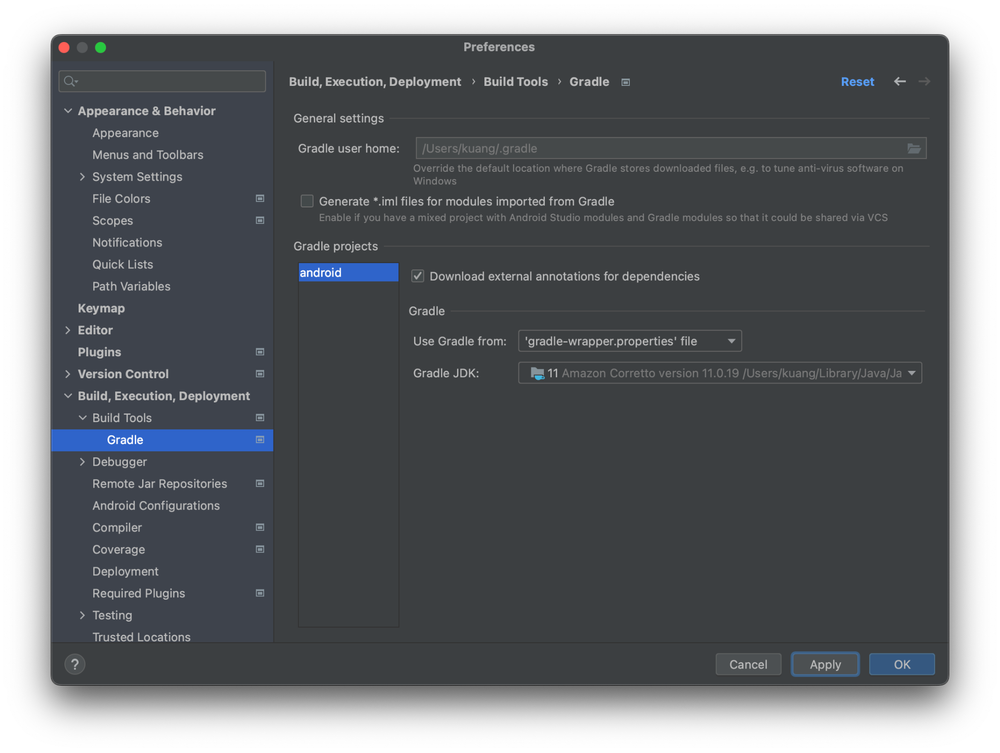 Preferences
Appearance & Behavior
Appearance
Menus and Toolbars
System Settings
File Colors
Scopes
Notifications
Quick Lists
Path Variables
Keymap
Editor
Plugins
Version Control
Build, Execution, Deployment
Build Tools
Gradle
Debugger
Remote Jar Repositories
Android Configurations
Compiler
Coverage
Deployment
Required Plugins
Testing
Trusted Locations
Build, Execution, Deployment › Build Tools › Gradle
Reset
General settings
Gradle user home: /Users/kuang/.gradle
Override the default location where Gradle stores downloaded files, e.g. to tune anti-virus software on
Windows
Generate *.iml files for modules imported from Gradle
Enable if you have a mixed project with Android Studio modules and Gradle modules so that it could be shared via VCS
Gradle projects
android
Download external annotations for dependencies
Gradle
Use Gradle from: 'gradle-wrapper.properties' file
Gradle JDK: 11 Amazon Corretto version 11.0.19 /Users/kuang/Library/Java/Ja
?
Cancel
Apply
OK